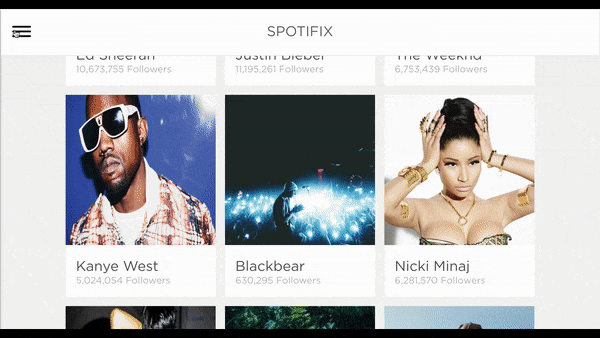 SPOTIFIX
Ed Sheeran
Justin Bieber
The Weeknd
10,673,755 Followers
11,195,261 Followers
6,753,439 Followers
Kanye West
Blackbear
Nicki Minaj
5,024,054 Followers
630,295 Followers
6,281,570 Followers